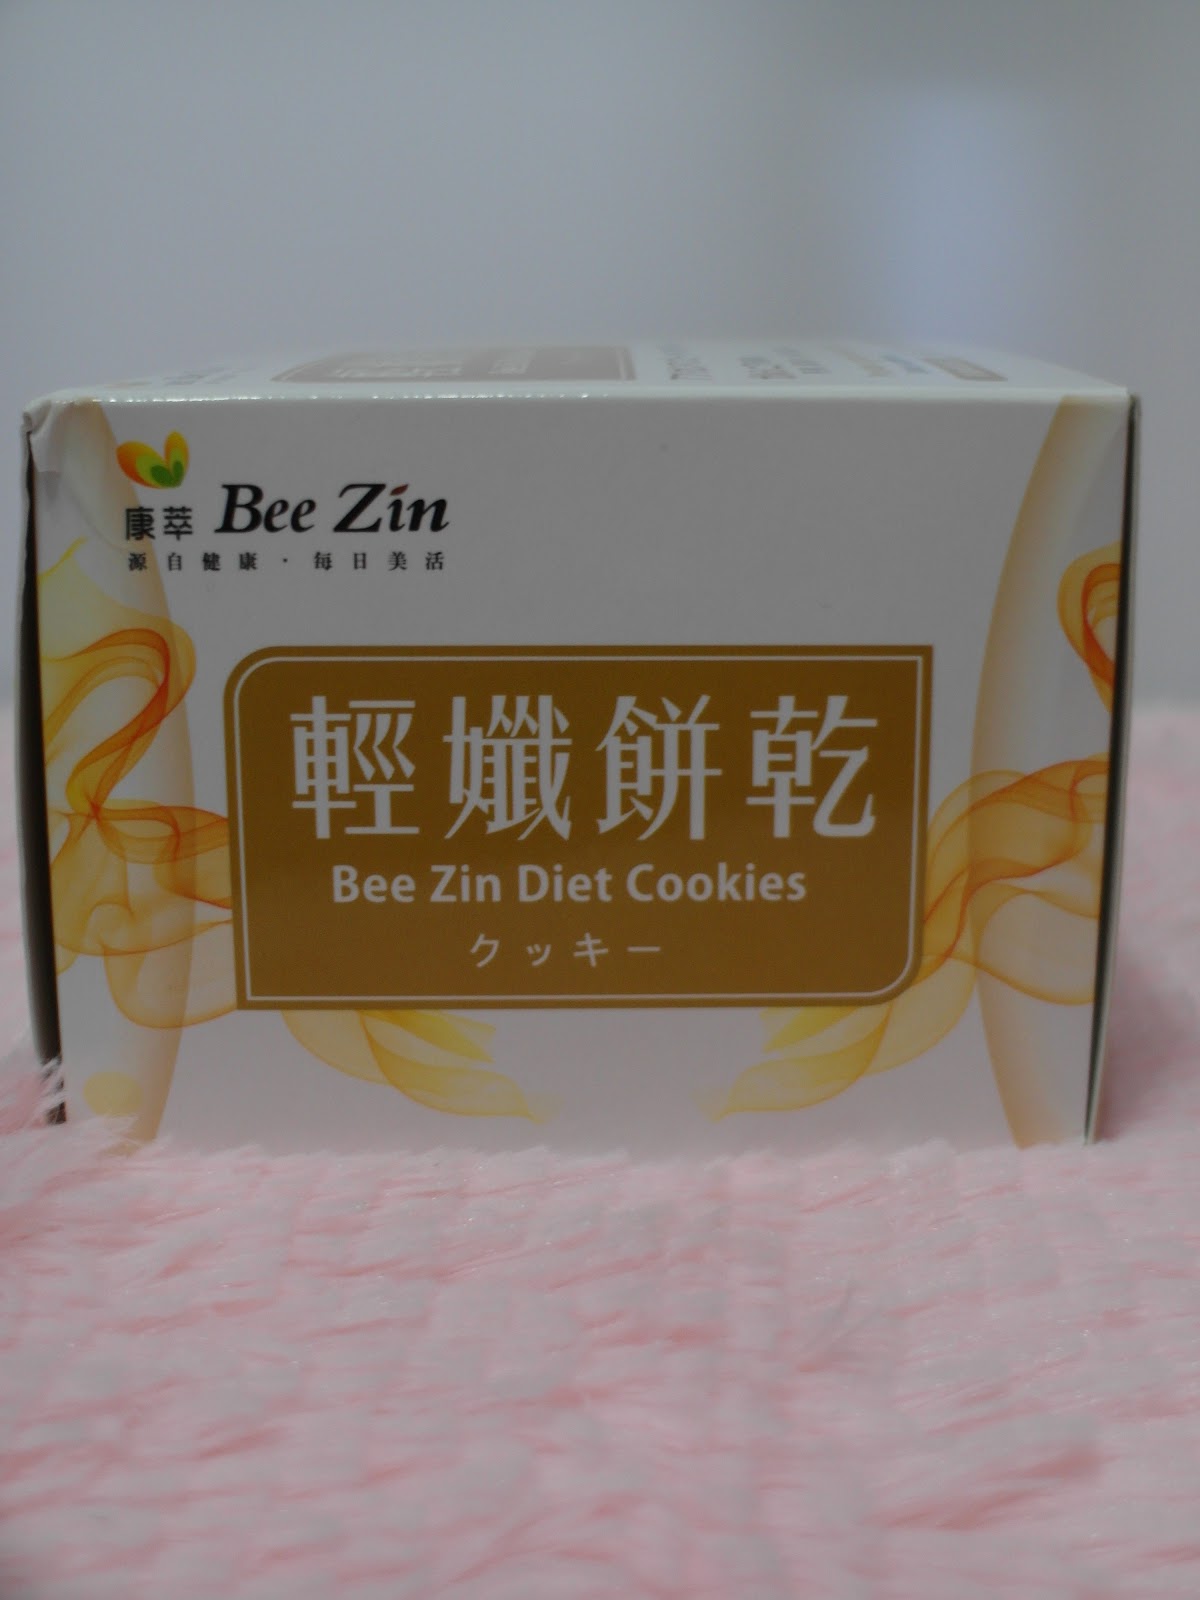 康萃 Bee Zin
源自健康·每日美活
輕孅餅乾
Bee Zin Diet Cookies
クッキー